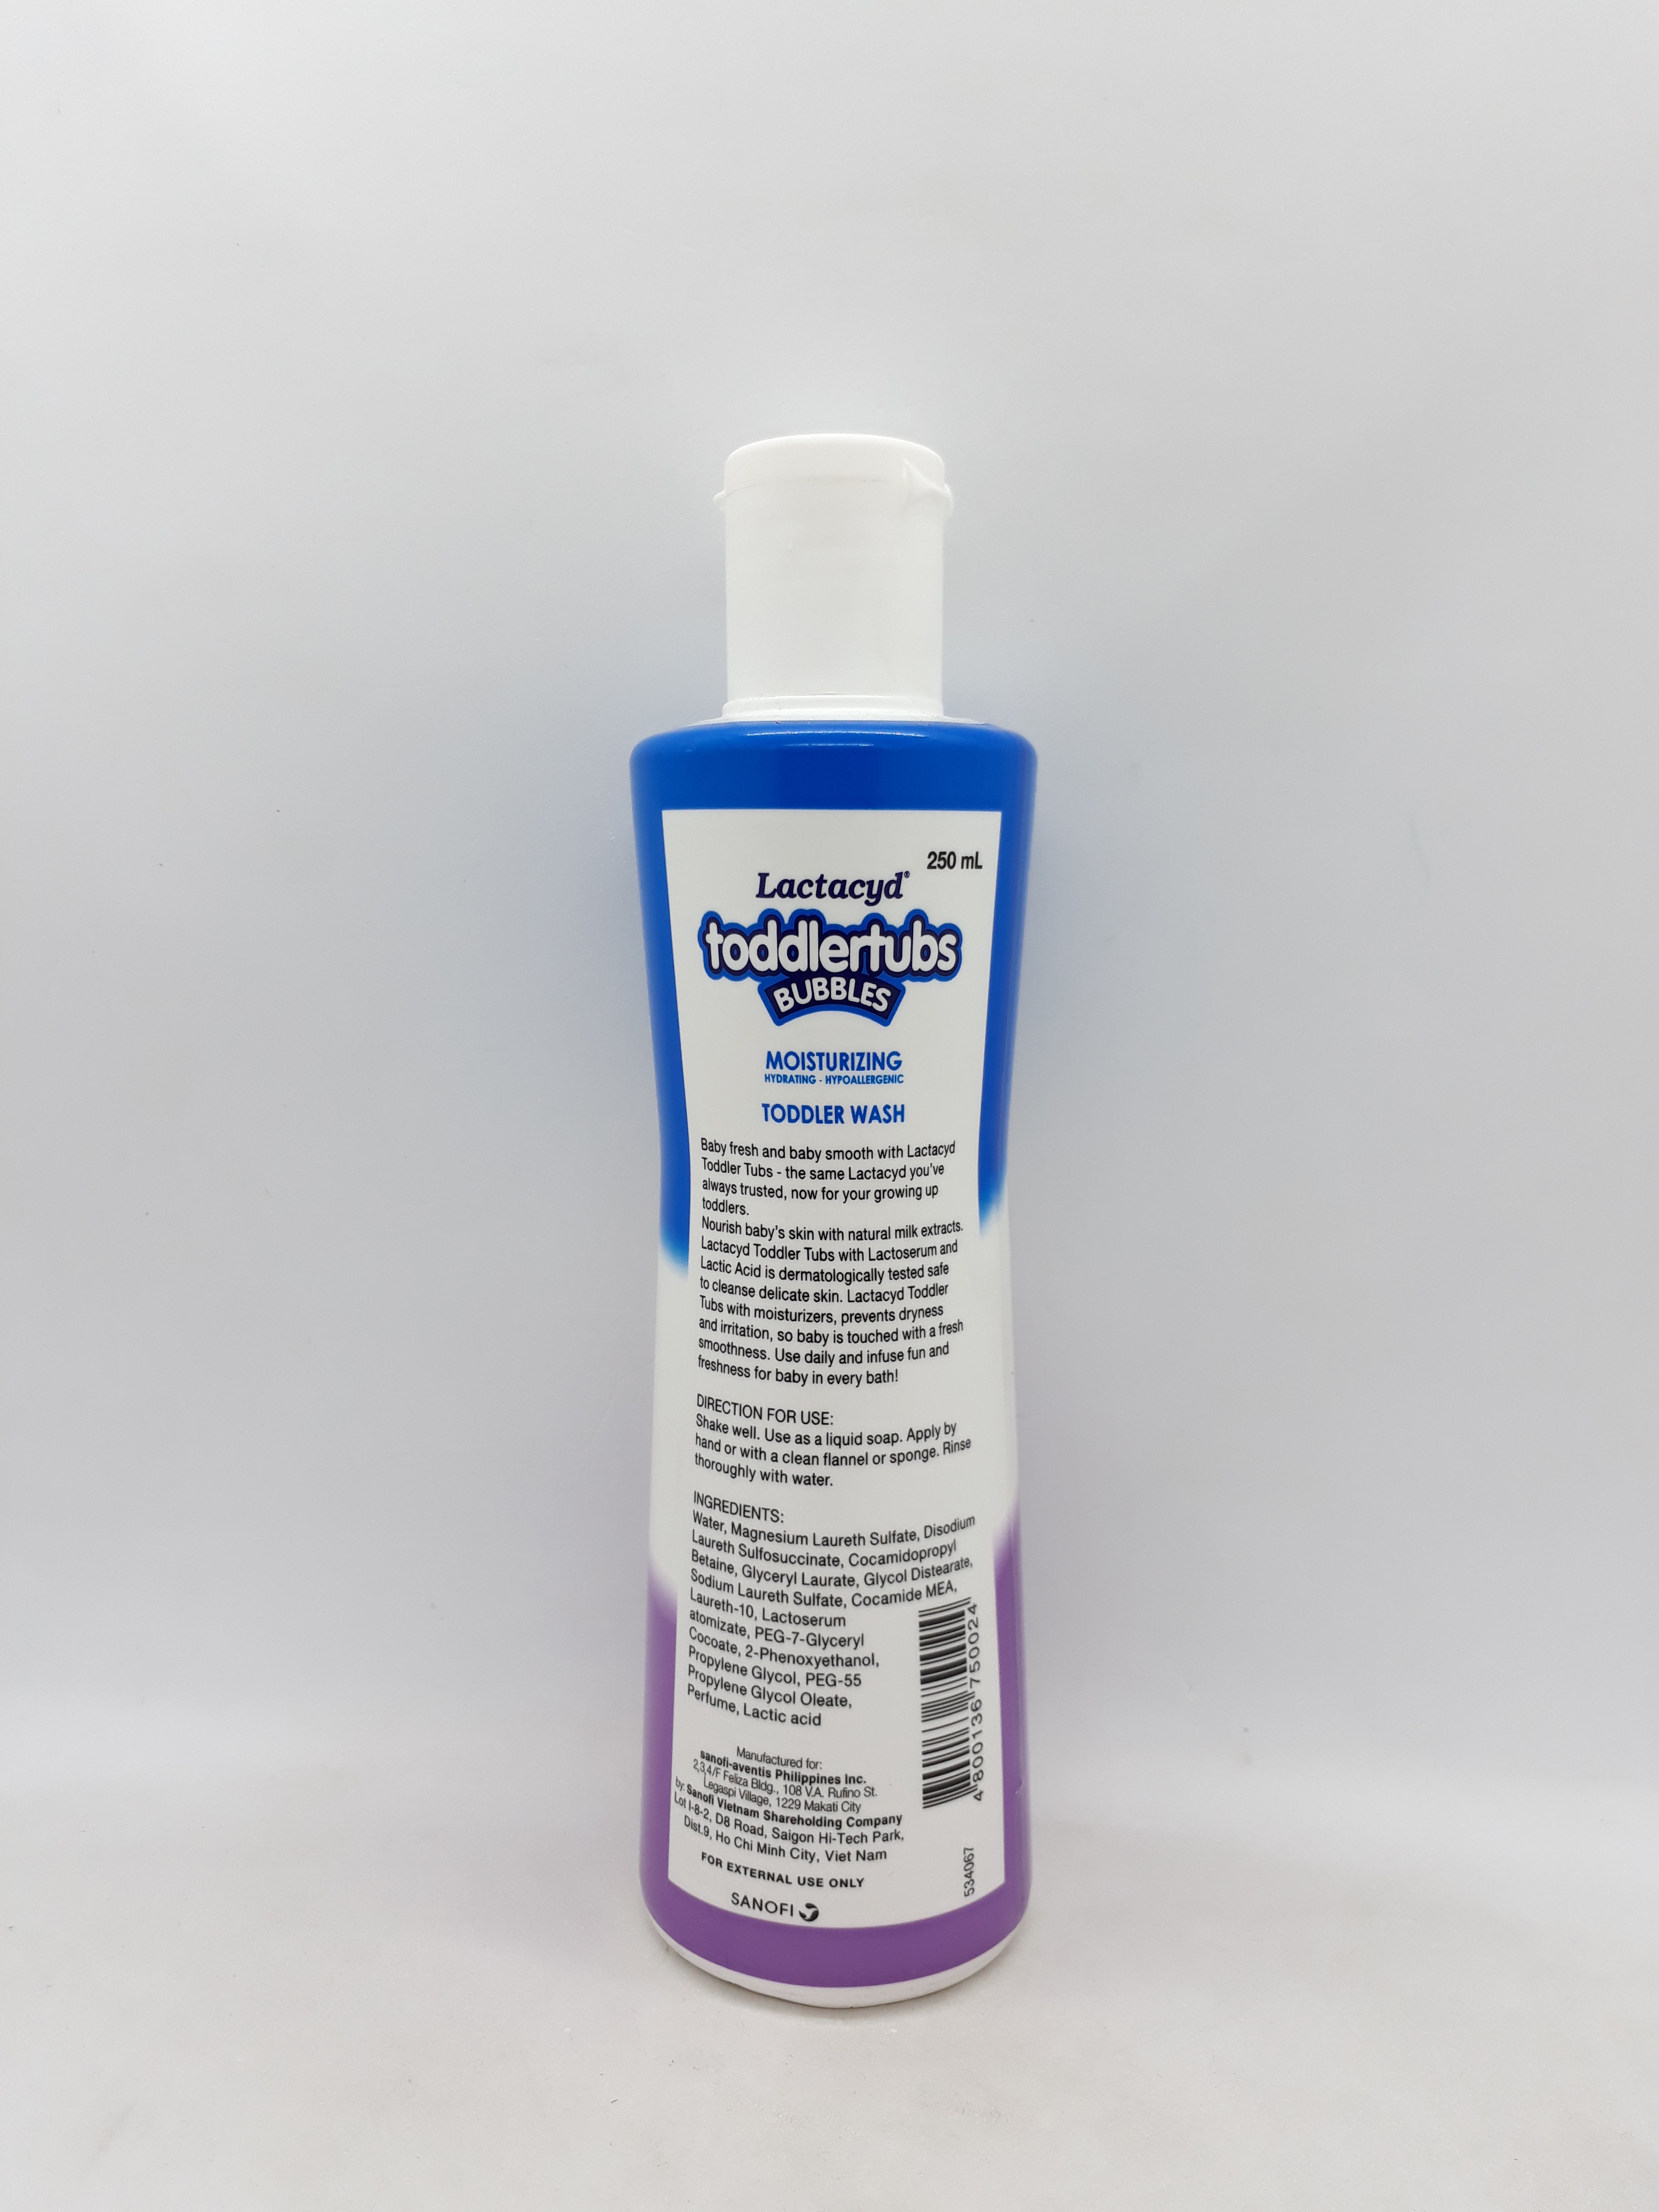 250 mL
Lactacyd®
toddlertubs
BUBBLES
MOISTURIZING
HYDRATING - HYPOALLERGENIC
TODDLER WASH
Baby fresh and baby smooth with Lactacyd
Toddler Tubs - the same Lactacyd you've
always trusted, now for your growing up
toddlers.
Nourish baby's skin with natural milk extracts.
Lactacyd Toddler Tubs with Lactoserum and
Lactic Acid is dermatologically tested safe
to cleanse delicate skin. Lactacyd Toddler
Tubs with moisturizers, prevents dryness
and irritation, so baby is touched with a fresh
smoothness. Use daily and infuse fun and
freshness for baby in every bath!
DIRECTION FOR USE:
Shake well. Use as a liquid soap. Apply by
hand or with a clean flannel or sponge. Rinse
thoroughly with water.
INGREDIENTS:
Water, Magnesium Laureth Sulfate, Disodium
Laureth Sulfosuccinate, Cocamidopropyl
Betaine, Glyceryl Laurate, Glycol Distearate,
Sodium Laureth Sulfate, Cocamide MEA,
Laureth-10, Lactoserum
atomizate, PEG-7-Glyceryl
Cocoate, 2-Phenoxyethanol,
Propylene Glycol, PEG-55
Propylene Glycol Oleate,
Perfume, Lactic acid
4 800136 750024
Manufactured for:
sanofi-aventis Philippines Inc.
2,3,4/F Feliza Bldg., 108 V.A. Rufino St.
Legaspi Village, 1229 Makati City
by: Sanofi Vietnam Shareholding Company
Lot I-8-2, D8 Road, Saigon Hi-Tech Park,
Dist.9, Ho Chi Minh City, Viet Nam
FOR EXTERNAL USE ONLY
534067
SANOFI